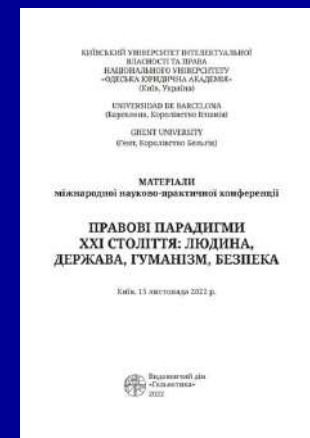 КИЇВСЬКИЙ УНІВЕРСИТЕТ ІНТЕЛЕКТУАЛЬНОЇ
ВЛАСНОСТІ ТА ПРАВА
НАЦІОНАЛЬНОГО УНІВЕРСИТЕТУ
«ОДЕСЬКА ЮРИДИЧНА АКАДЕМІЯ»
(Київ, Україна)
UNIVERSIDAD DE BARCELONA
(Барселона, Королівство Іспанія)
GHENT UNIVERSITY
(Гент, Королівство Бельгія)
МАТЕРІАЛИ
міжнародної науково-практичної конференції
ПРАВОВІ ПАРАДИГМИ
ХХІ СТОЛІТТЯ: ЛЮДИНА,
ДЕРЖАВА, ГУМАНІЗМ, БЕЗПЕКА
Київ, 15 листопада 2022 р.
Видавничий дім
«Гельветика»
2022